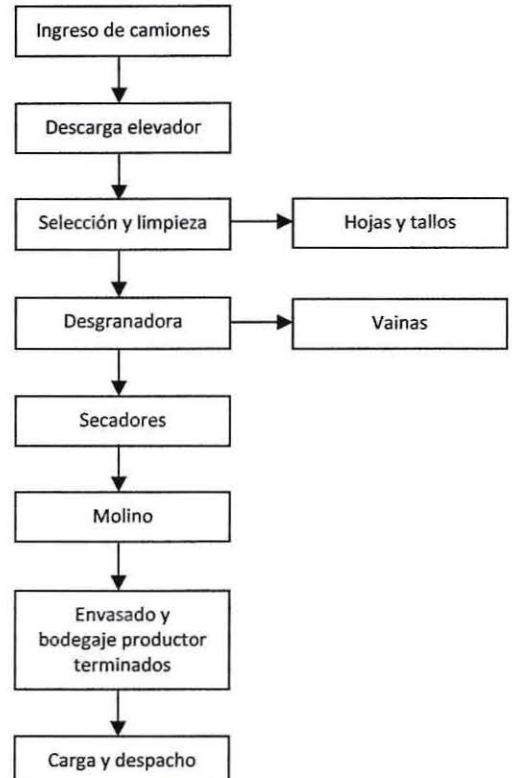 Ingreso de camiones
Descarga elevador
Selección y limpieza
Hojas y tallos
Desgranadora
Vainas
Secadores
Molino
Envasado y
bodegaje productor
terminados
Carga y despacho